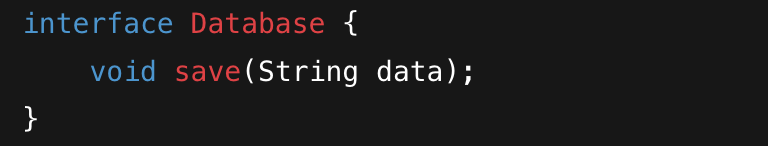 interface Database {
    void save(String data);
}